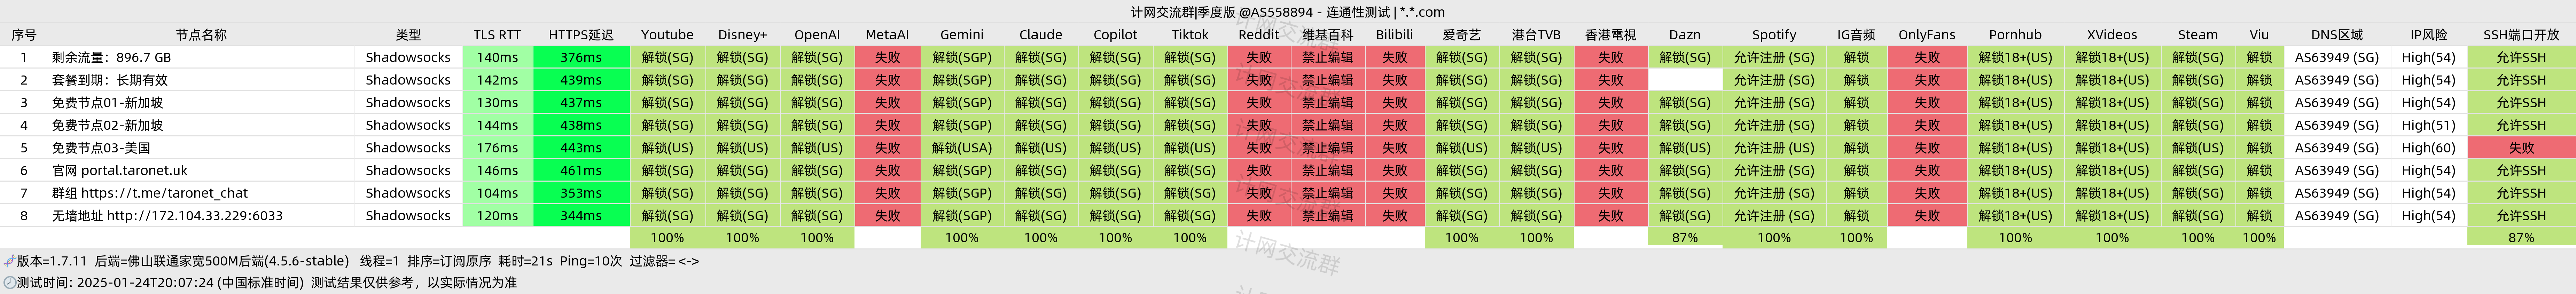 计网交流群|季度版 @AS558894 - 连通性测试 | *.*.com
序号 节点名称 类型 TLS RTT HTTPS延迟 Youtube Disney+ OpenAI MetaAI Gemini Claude Copilot Tiktok Reddit 维基百科 Bilibili 爱奇艺 港台TVB 香港電視 Dazn Spotify IG音频 OnlyFans Pornhub XVideos Steam Viu DNS区域 IP风险 SSH端口开放
1 剩余流量：896.7 GB Shadowsocks 140ms 376ms 解锁(SG) 解锁(SG) 解锁(SG) 失败 解锁(SGP) 解锁(SG) 解锁(SG) 解锁(SG) 失败 禁止编辑 失败 解锁(SG) 解锁(SG) 失败 解锁(SG) 允许注册 (SG) 解锁 失败 解锁18+(US) 解锁18+(US) 解锁(SG) 解锁 AS63949 (SG) High(54) 允许SSH
2 套餐到期：长期有效 Shadowsocks 142ms 439ms 解锁(SG) 解锁(SG) 解锁(SG) 失败 解锁(SGP) 解锁(SG) 解锁(SG) 解锁(SG) 失败 禁止编辑 失败 解锁(SG) 解锁(SG) 失败 允许注册 (SG) 解锁 失败 解锁18+(US) 解锁18+(US) 解锁(SG) 解锁 AS63949 (SG) High(54) 允许SSH
3 免费节点01-新加坡 Shadowsocks 130ms 437ms 解锁(SG) 解锁(SG) 解锁(SG) 失败 解锁(SGP) 解锁(SG) 解锁(SG) 解锁(SG) 失败 禁止编辑 失败 解锁(SG) 解锁(SG) 失败 解锁(SG) 允许注册 (SG) 解锁 失败 解锁18+(US) 解锁18+(US) 解锁(SG) 解锁 AS63949 (SG) High(54) 允许SSH
4 免费节点02-新加坡 Shadowsocks 144ms 438ms 解锁(SG) 解锁(SG) 解锁(SG) 失败 解锁(SGP) 解锁(SG) 解锁(SG) 解锁(SG) 失败 禁止编辑 失败 解锁(SG) 解锁(SG) 失败 解锁(SG) 允许注册 (SG) 解锁 失败 解锁18+(US) 解锁18+(US) 解锁(SG) 解锁 AS63949 (SG) High(51) 允许SSH
5 免费节点03-美国 Shadowsocks 176ms 443ms 解锁(US) 解锁(US) 解锁(US) 失败 解锁(USA) 解锁(US) 解锁(US) 解锁(US) 失败 禁止编辑 失败 解锁(US) 解锁(US) 失败 解锁(US) 允许注册 (US) 解锁 失败 解锁18+(US) 解锁18+(US) 解锁(US) 解锁 AS63949 (SG) High(60) 失败
6 官网 portal.taronet.uk Shadowsocks 146ms 461ms 解锁(SG) 解锁(SG) 解锁(SG) 失败 解锁(SGP) 解锁(SG) 解锁(SG) 解锁(SG) 失败 禁止编辑 失败 解锁(SG) 解锁(SG) 失败 解锁(SG) 允许注册 (SG) 解锁 失败 解锁18+(US) 解锁18+(US) 解锁(SG) 解锁 AS63949 (SG) High(54) 允许SSH
7 群组 https://t.me/taronet_chat Shadowsocks 104ms 353ms 解锁(SG) 解锁(SG) 解锁(SG) 失败 解锁(SGP) 解锁(SG) 解锁(SG) 解锁(SG) 失败 禁止编辑 失败 解锁(SG) 解锁(SG) 失败 解锁(SG) 允许注册 (SG) 解锁 失败 解锁18+(US) 解锁18+(US) 解锁(SG) 解锁 AS63949 (SG) High(54) 允许SSH
8 无墙地址 http://172.104.33.229:6033 Shadowsocks 120ms 344ms 解锁(SG) 解锁(SG) 解锁(SG) 失败 解锁(SGP) 解锁(SG) 解锁(SG) 解锁(SG) 失败 禁止编辑 失败 解锁(SG) 解锁(SG) 失败 解锁(SG) 允许注册 (SG) 解锁 失败 解锁18+(US) 解锁18+(US) 解锁(SG) 解锁 AS63949 (SG) High(54) 允许SSH
100% 100% 100% 100% 100% 100% 100% 100% 100% 87% 100% 100% 100% 100% 100% 100% 87%
计网交流群
版本=1.7.11 后端=佛山联通家宽500M后端(4.5.6-stable) 线程=1 排序=订阅原序 耗时=21s Ping=10次 过滤器= <->
测试时间: 2025-01-24T20:07:24 (中国标准时间) 测试结果仅供参考，以实际情况为准